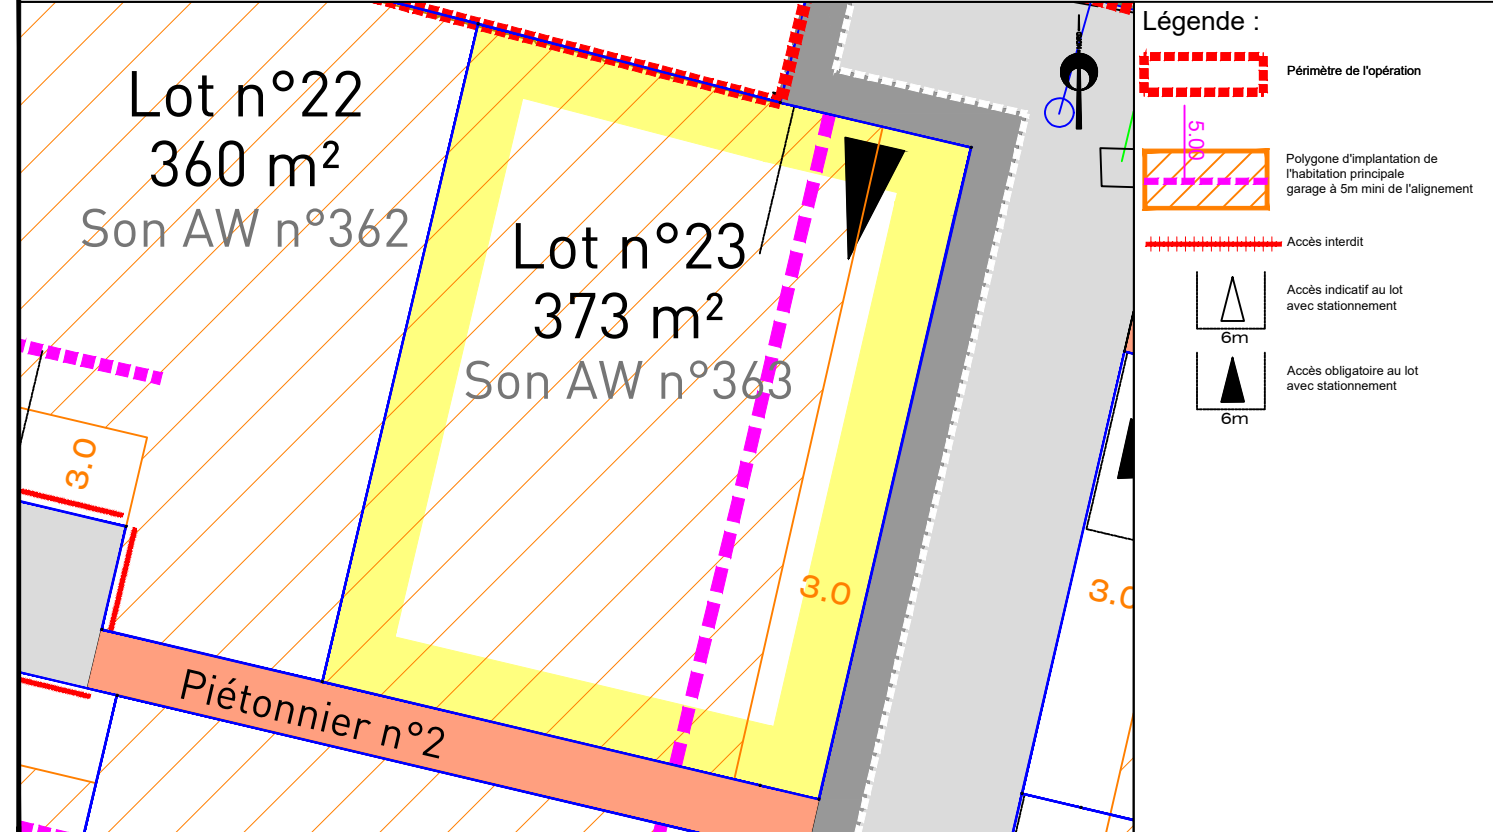 Lot n°22
360 m²
Son AW n°362
Lot n°23
373 m²
Son AW n°363
3.0
3.0
3.0
Piétonnier n°2
Légende :
Périmètre de l'opération
5.00
Polygone d'implantation de
l'habitation principale
garage à 5m mini de l'alignement
Accès interdit
Accès indicatif au lot
avec stationnement
6m
Accès obligatoire au lot
avec stationnement
6m